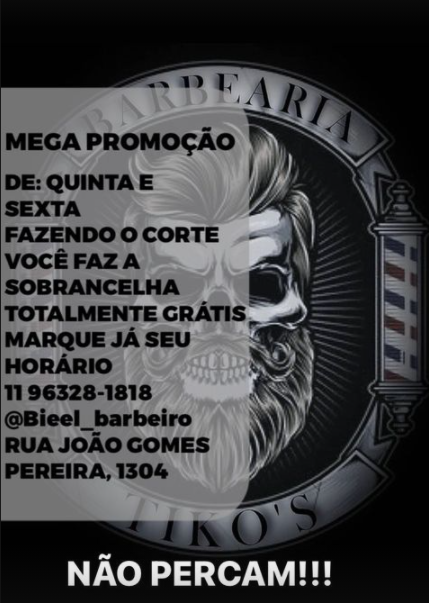 BARBEARIA
MEGA PROMOÇÃO
DE: QUINTA E
SEXTA
FAZENDO O CORTE
VOCÊ FAZ A
SOBRANCELHA
TOTALMENTE GRÁTIS
MARQUE JÁ SEU
HORÁRIO
11 96328-1818
@Bieel_barbeiro
RUA JOÃO GOMES
PEREIRA, 1304
TIKO'S
NÃO PERCAM!!!